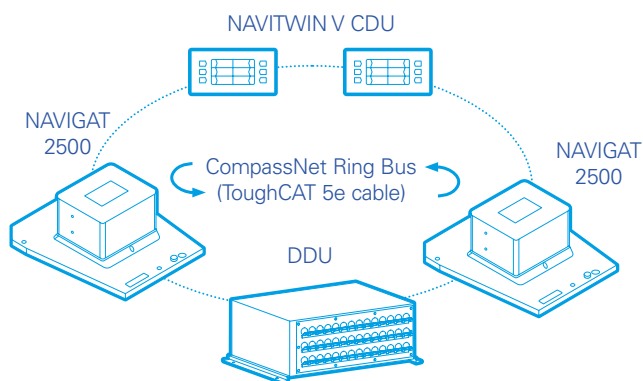 NAVITWIN V CDU
NAVIGAT
2500
CompassNet Ring Bus
(ToughCAT 5e cable)
NAVIGAT
2500
DDU